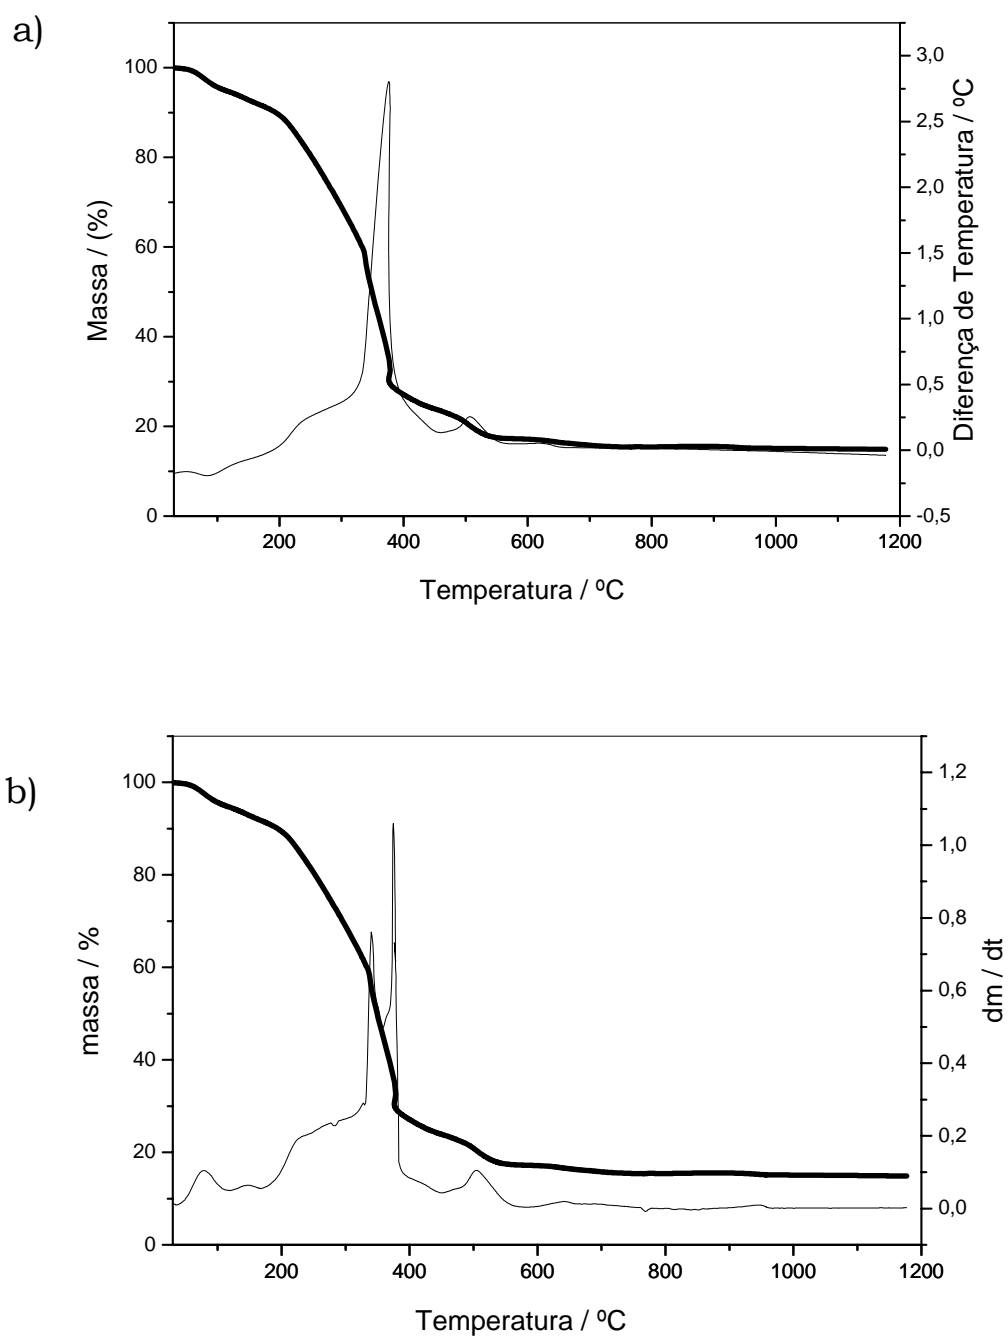 a)
100
80
60
40
20
0
Massa / (%)
3,0
2,5
2,0
1,5
1,0
0,5
0,0
-0,5
Diferença de Temperatura / ºC
200 400 600 800 1000 1200
Temperatura / ºC
b)
100
80
60
40
20
0
massa / %
1,2
1,0
0,8
0,6
0,4
0,2
0,0
dm / dt
200 400 600 800 1000 1200
Temperatura / ºC